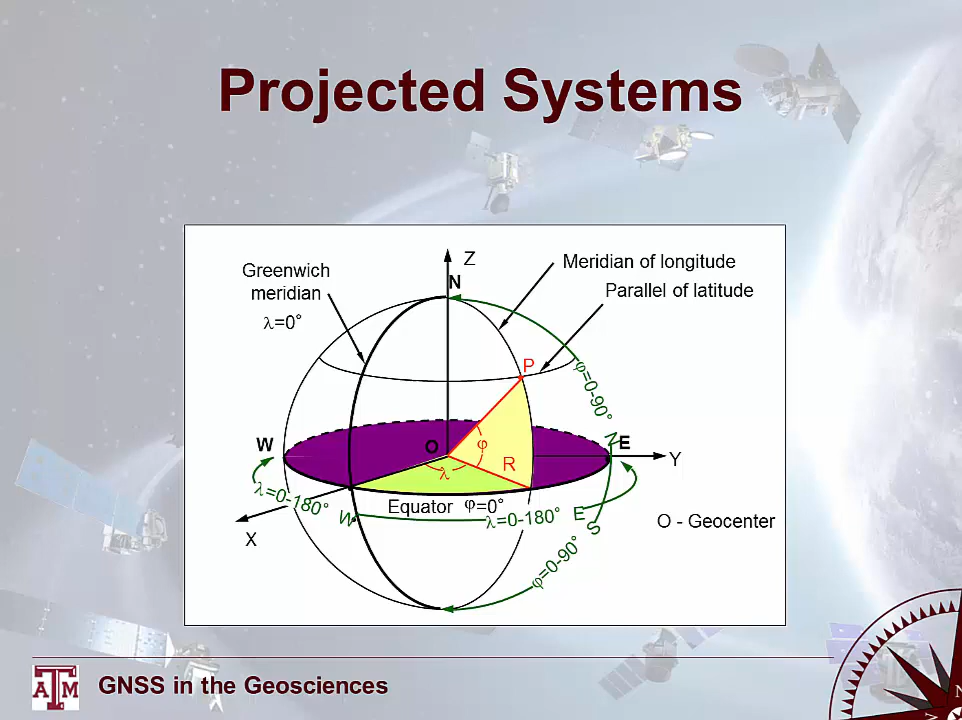 Projected Systems
Z
N
Greenwich
meridian
λ=0°
Meridian of longitude
Parallel of latitude
P
φ=0-90° N
W
O
φ
E
Y
R
λ
λ=0-180° W
Equator φ=0°
λ=0-180° E
X
O - Geocenter
φ=0-90° S
ATM
GNSS in the Geosciences
N